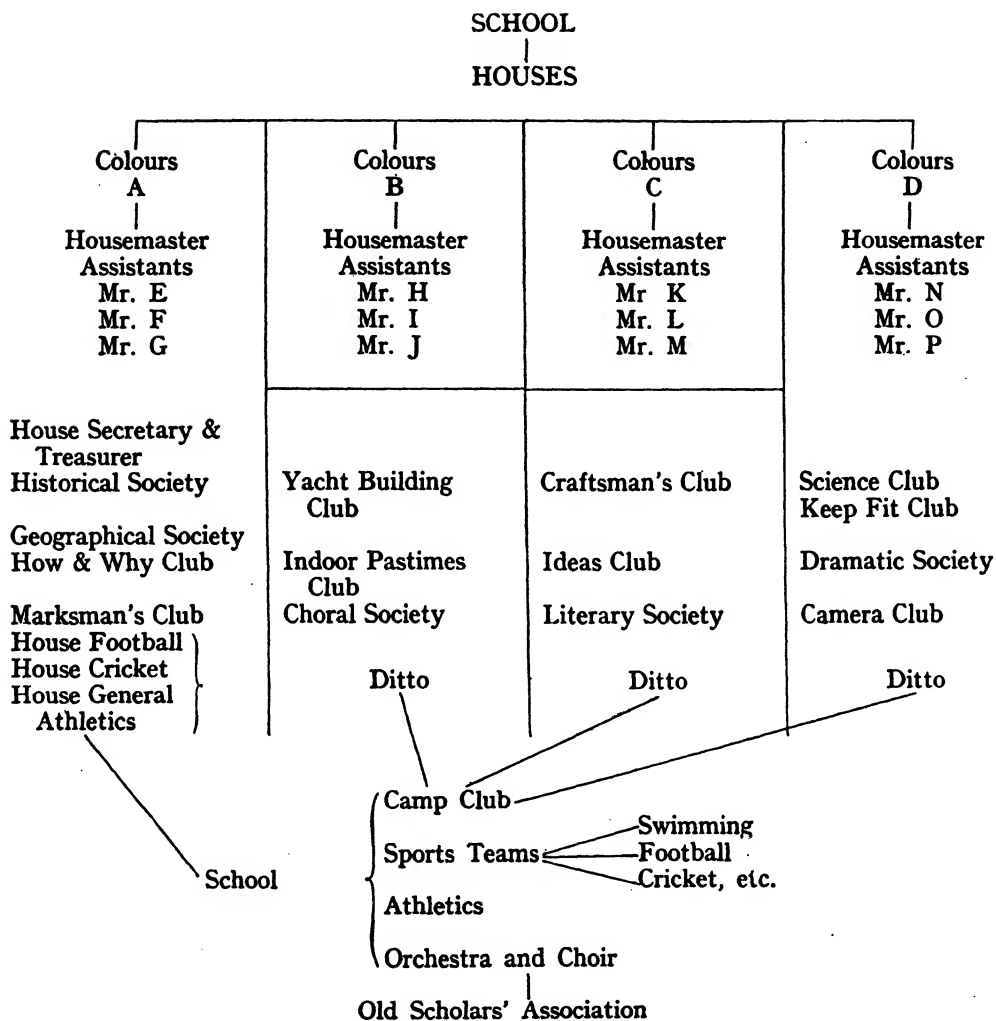 SCHOOL
HOUSES
Colours
A
Housemaster
Assistants
Mr. E
Mr. F
Mr. G
House Secretary &
Treasurer
Historical Society
Geographical Society
How & Why Club
Marksman's Club
House Football
House Cricket
House General
Athletics
Colours
B
Housemaster
Assistants
Mr. H
Mr. I
Mr. J
Yacht Building
Club
Indoor Pastimes
Club
Choral Society
Ditto
Colours
C
Housemaster
Assistants
Mr K
Mr. L
Mr. M
Craftsman's Club
Ideas Club
Literary Society
Ditto
Colours
D
Housemaster
Assistants
Mr. N
Mr. O
Mr. P
Science Club
Keep Fit Club
Dramatic Society
Camera Club
Ditto
School
Camp Club
Sports Teams
Swimming
Football
Cricket, etc.
Athletics
Orchestra and Choir
Old Scholars' Association